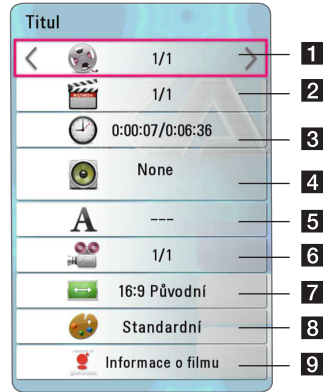 Titul
1/1
1
1/1
2
0:00:07/0:06:36
3
None
4
A
---
5
1/1
6
16:9 Původní
7
Standardní
8
Informace o filmu
9